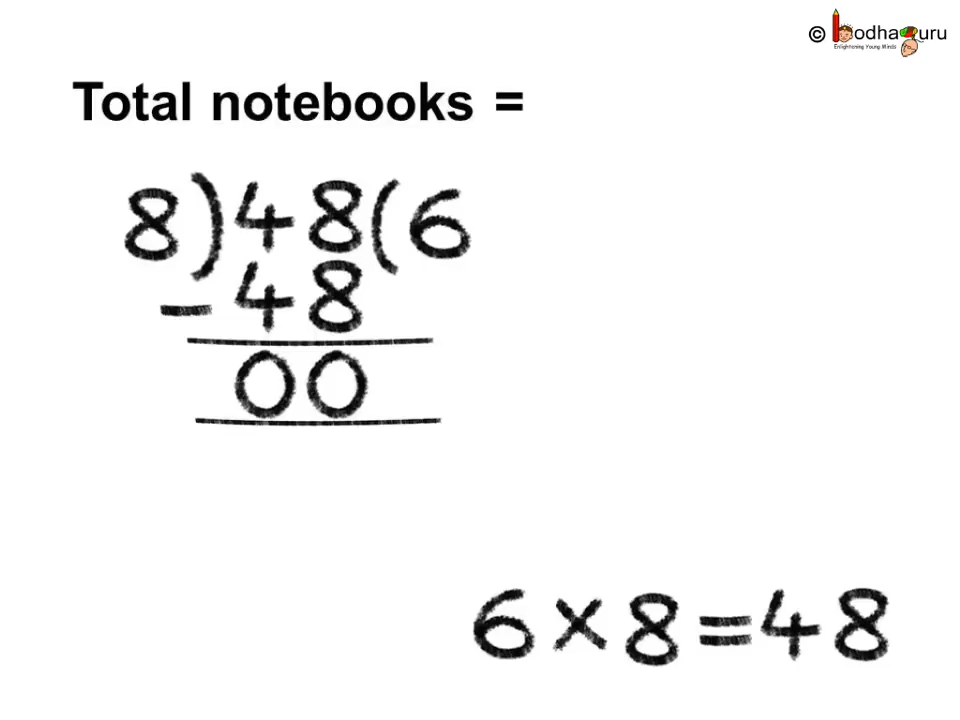 © BodhaGuru
Enlightening Young Minds
Total notebooks =
8)48(6
- 48
00
6×8=48